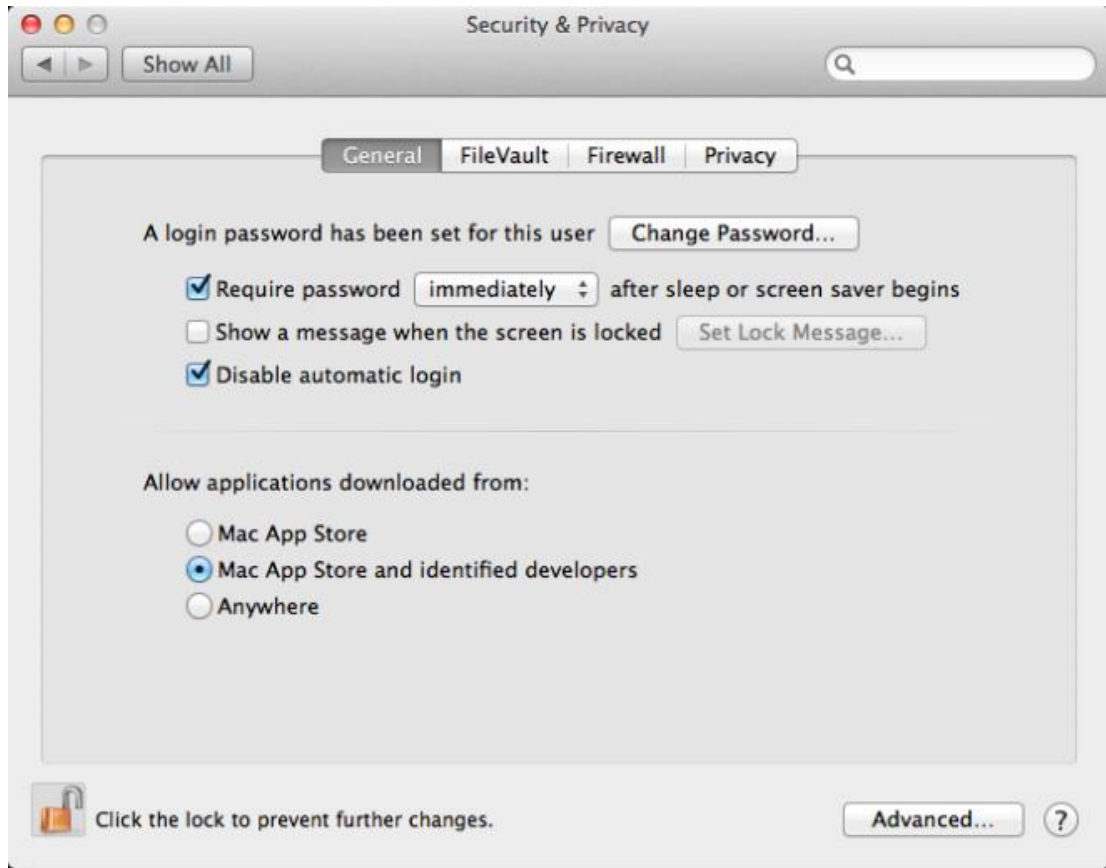 Security & Privacy
Show All
General FileVault Firewall Privacy
A login password has been set for this user Change Password...
Require password immediately after sleep or screen saver begins
Show a message when the screen is locked Set Lock Message...
Disable automatic login
Allow applications downloaded from:
Mac App Store
Mac App Store and identified developers
Anywhere
Click the lock to prevent further changes. Advanced... ?